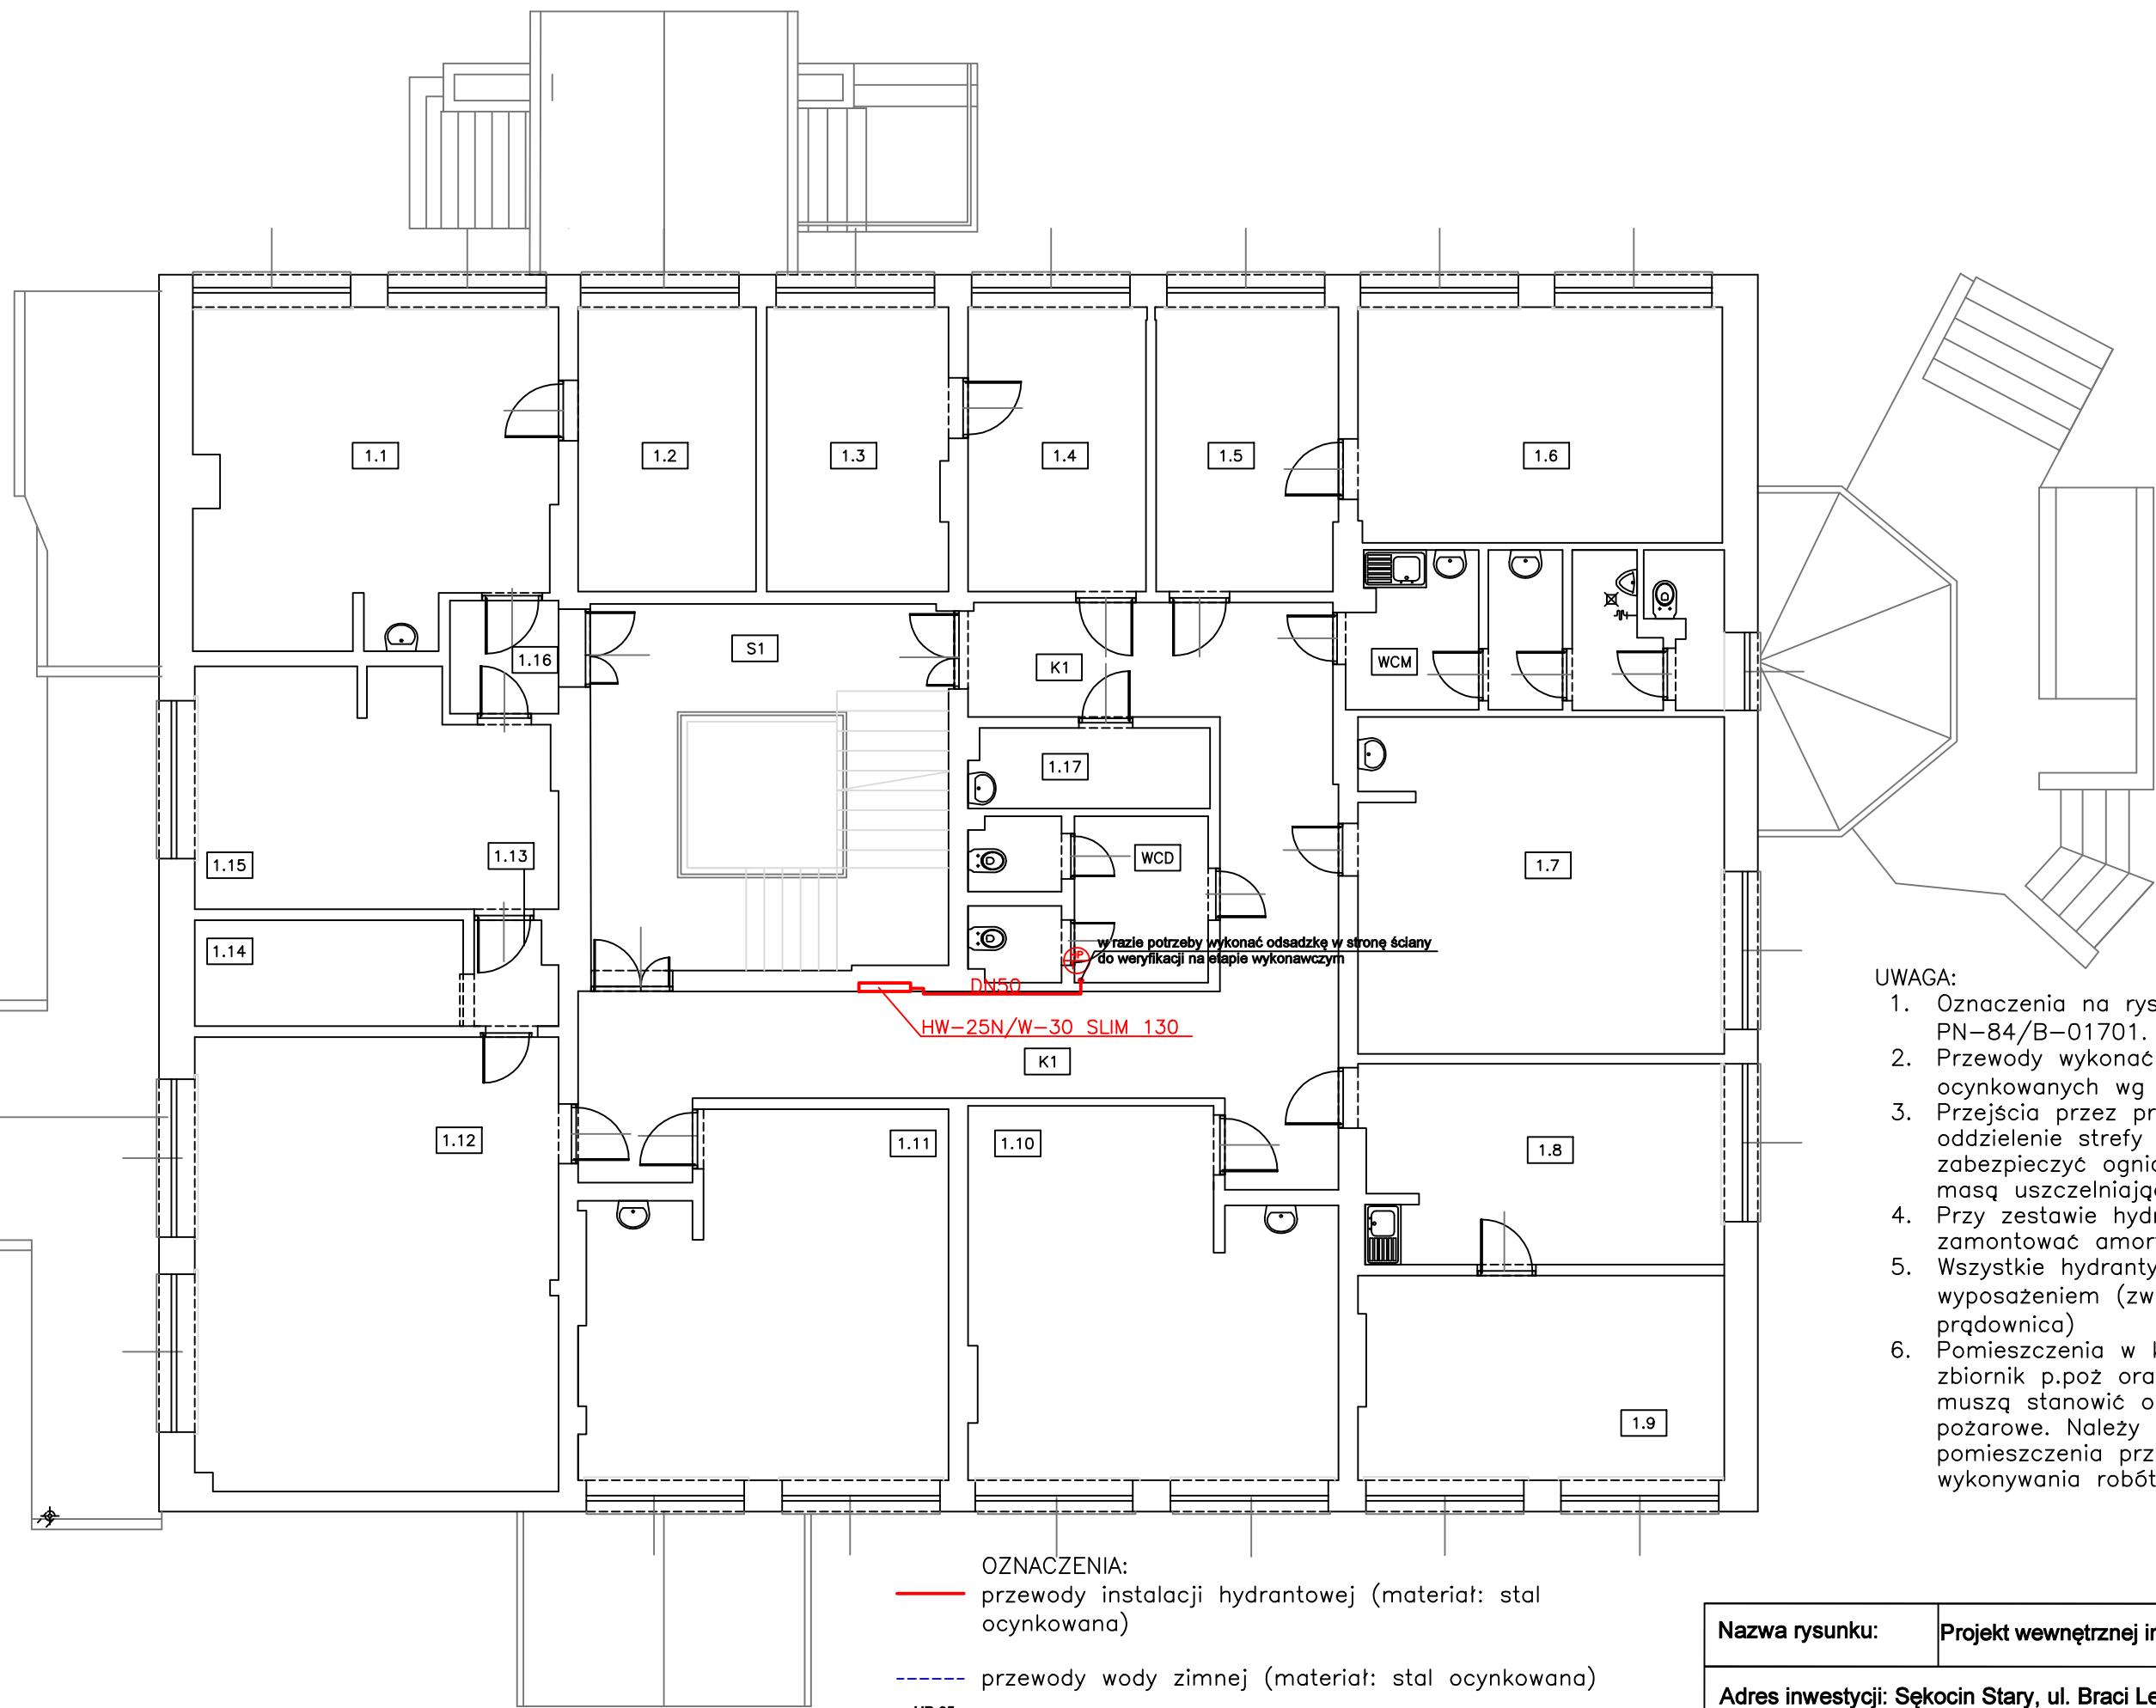 1.1
1.2
1.3
1.4
1.5
1.6
1.16
S1
K1
WCM
1.17
1.15
1.13
WCD
1.7
1.14
HP
w razie potrzeby wykonać odsadzkę w stronę ściany
do weryfikacji na etapie wykonawczym
DN50
HW-25N/W-30 SLIM 130
K1
1.12
1.11
1.10
1.8
1.9
UWAGA:
1. Oznaczenia na rys
PN-84/B-01701.
2. Przewody wykonać
ocynkowanych wg
3. Przejścia przez pr
oddzielenie strefy
zabezpieczyć ognio
masą uszczelniając
4. Przy zestawie hydr
zamontować amor
5. Wszystkie hydranty
wyposażeniem (zw
prądownica)
6. Pomieszczenia w k
zbiornik p.poż ora
muszą stanowić o
pożarowe. Należy
pomieszczenia prz
wykonywania robót
OZNACZENIA:
przewody instalacji hydrantowej (materiał: stal
ocynkowana)
przewody wody zimnej (materiał: stal ocynkowana)
Nazwa rysunku: Projekt wewnętrznej in
Adres inwestycji: Sękocin Stary, ul. Braci Le